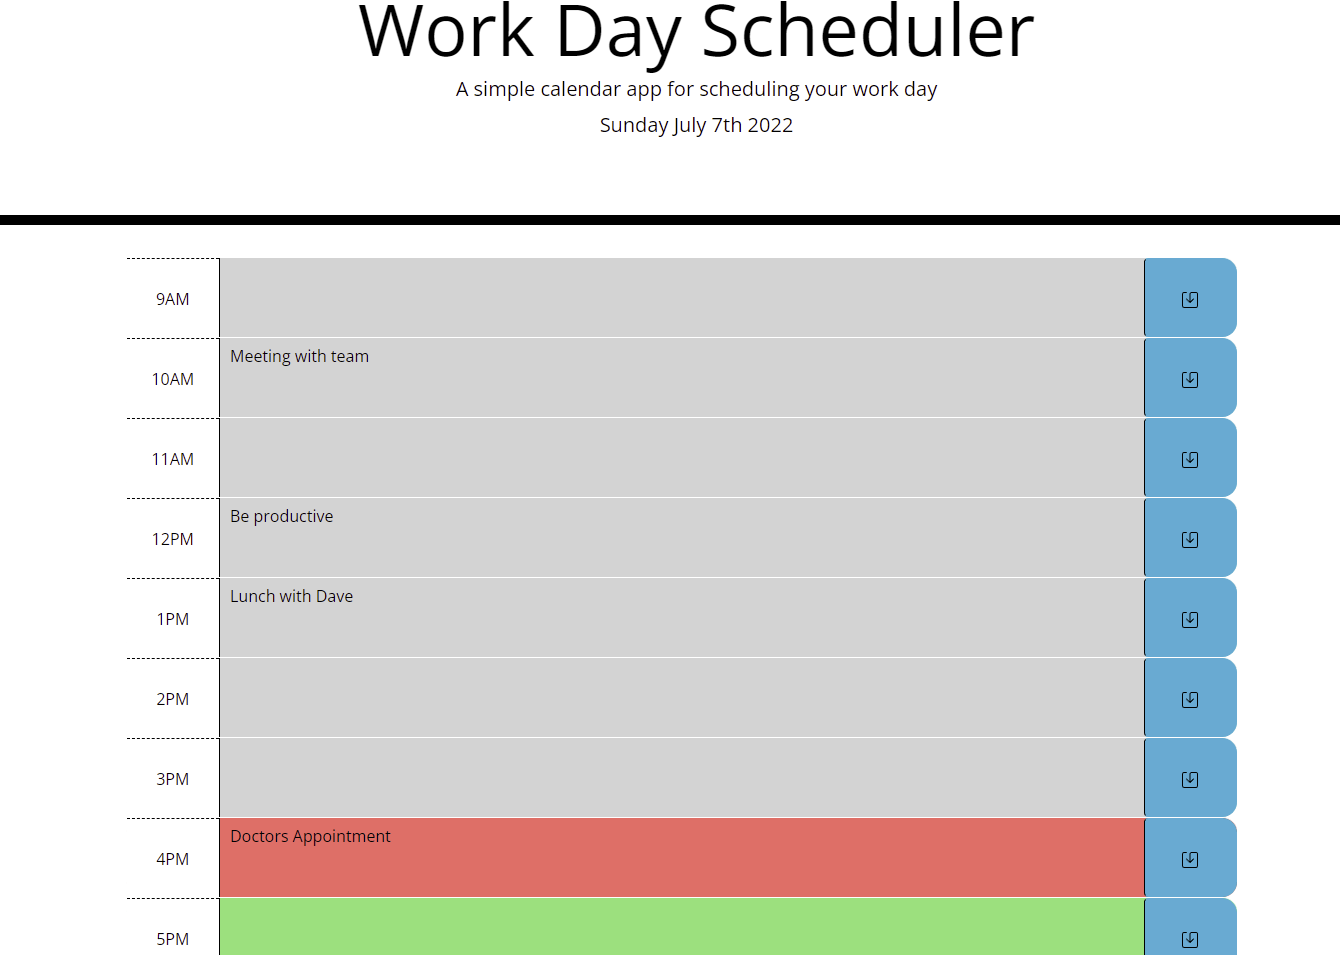 Work Day Scheduler
A simple calendar app for scheduling your work day
Sunday July 7th 2022
9AM
10AM
Meeting with team
11AM
12PM
Be productive
1PM
Lunch with Dave
2PM
3PM
4PM
Doctors Appointment
5PM